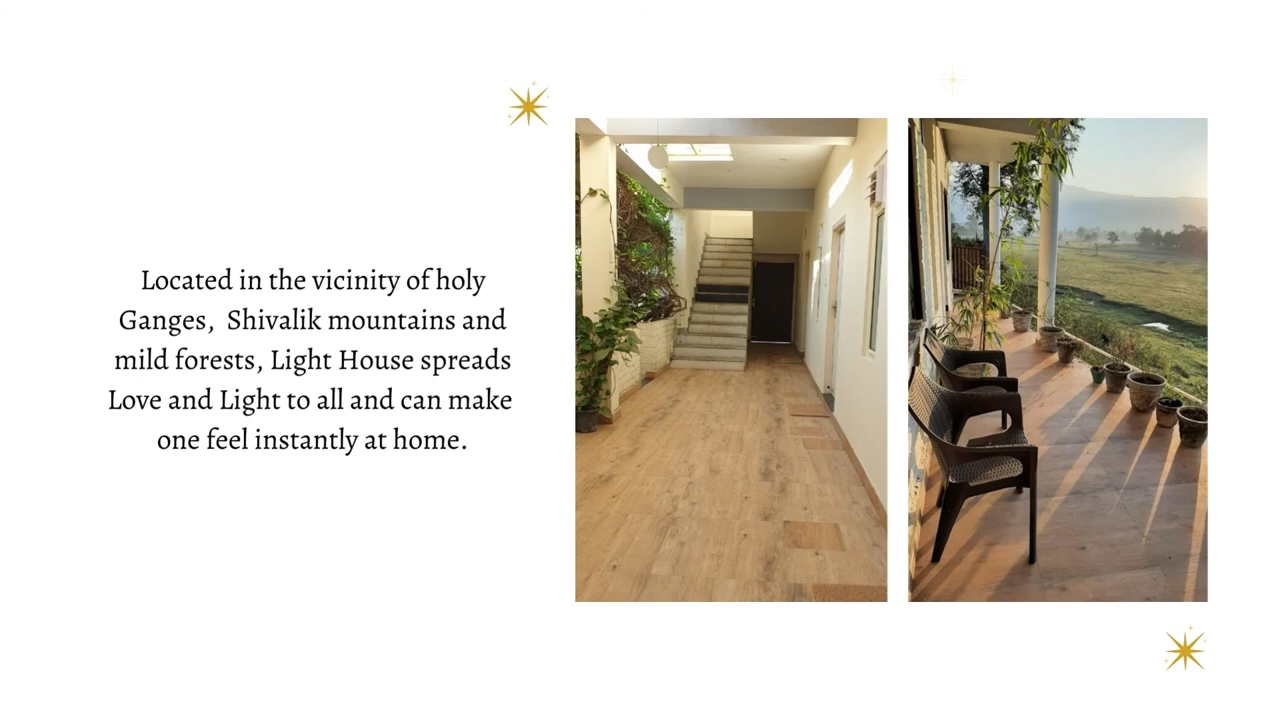 Located in the vicinity of holy
Ganges,  Shivalik mountains and
mild forests, Light House spreads
Love and Light to all and can make
one feel instantly at home.